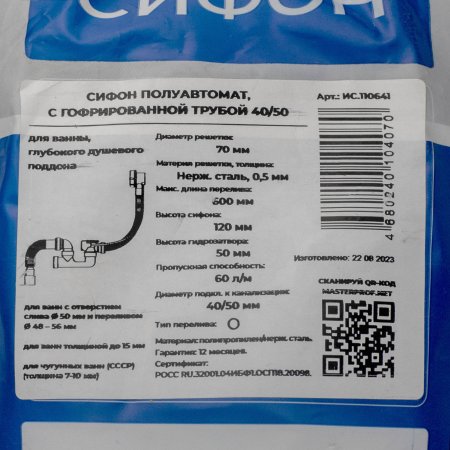 СИФОН
СИФОН ПОЛУАВТОМАТ,
С ГОФРИРОВАННОЙ ТРУБОЙ 40/50
Арт.: ИС.110641
для ванны,
глубокого душевого
поддона
Диаметр решетки:
70 мм
Материал решетки, толщина:
Нерж. сталь, 0,5 мм
Макс. длина перелива:
600 мм
Высота сифона:
120 мм
Высота гидрозатвора:
50 мм
Пропускная способность:
60 л/м
Диаметр подкл. к канализации:
40/50 мм
Тип перелива:
Материал: полипропилен/нерж. сталь.
Гарантия: 12 месяцев.
Сертификат:
РОСС RU.32001.04ИБФ1.ОСП18.20098.
для ванн с отверстием
слива Ø 50 мм и переливом
Ø 48 – 56 мм
для ванн толщиной до 15 мм
для чугунных ванн (СССР)
(толщина 7-10 мм)
4 680240 104070
Изготовлено: 22 08 2023
СКАНИРУЙ QR-КОД
MASTERPROF.NET